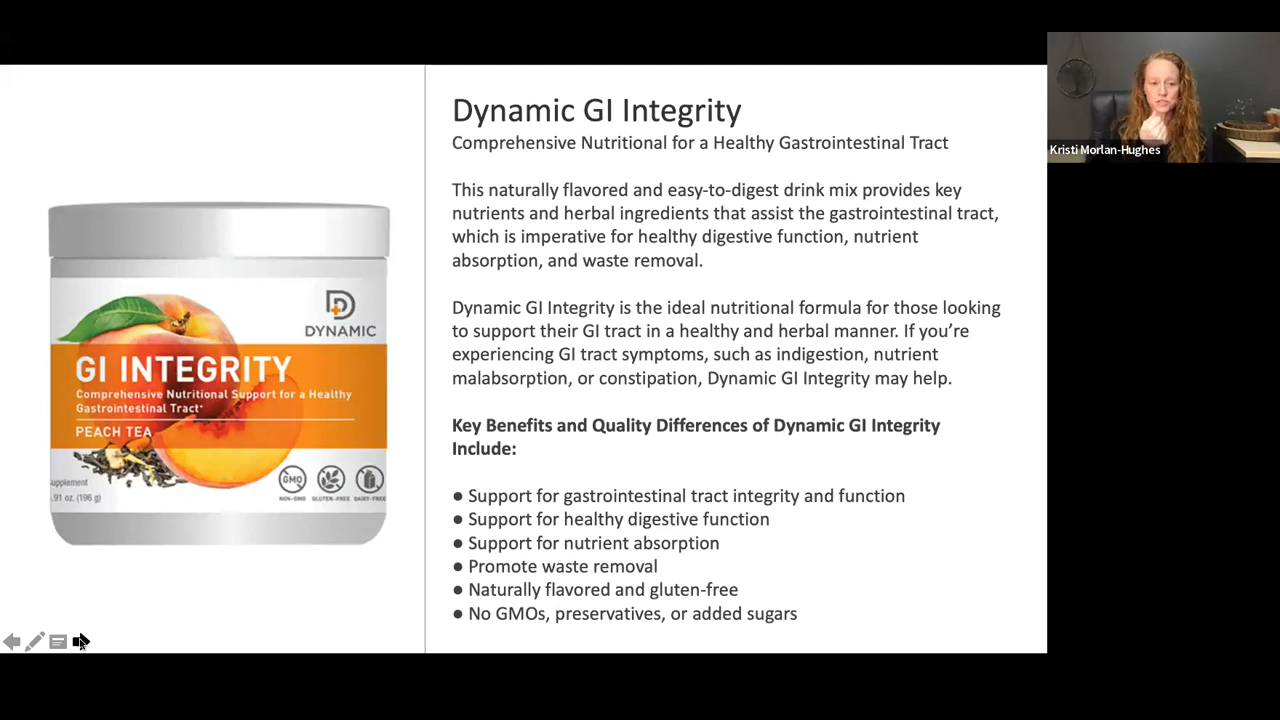 Dynamic GI Integrity
Comprehensive Nutritional for a Healthy Gastrointestinal Tract
This naturally flavored and easy-to-digest drink mix provides key
nutrients and herbal ingredients that assist the gastrointestinal tract,
which is imperative for healthy digestive function, nutrient
absorption, and waste removal.
Dynamic GI Integrity is the ideal nutritional formula for those looking
to support their GI tract in a healthy and herbal manner. If you’re
experiencing GI tract symptoms, such as indigestion, nutrient
malabsorption, or constipation, Dynamic GI Integrity may help.
Key Benefits and Quality Differences of Dynamic GI Integrity
Include:
● Support for gastrointestinal tract integrity and function
● Support for healthy digestive function
● Support for nutrient absorption
● Promote waste removal
● Naturally flavored and gluten-free
● No GMOs, preservatives, or added sugars
DYNAMIC
GI INTEGRITY
Comprehensive Nutritional Support for a Healthy
Gastrointestinal Tract*
PEACH TEA
GMO
NON-GMO GLUTEN-FREE DAIRY-FREE
upplement
.91 oz. (196 g)
Kristi Morlan-Hughes